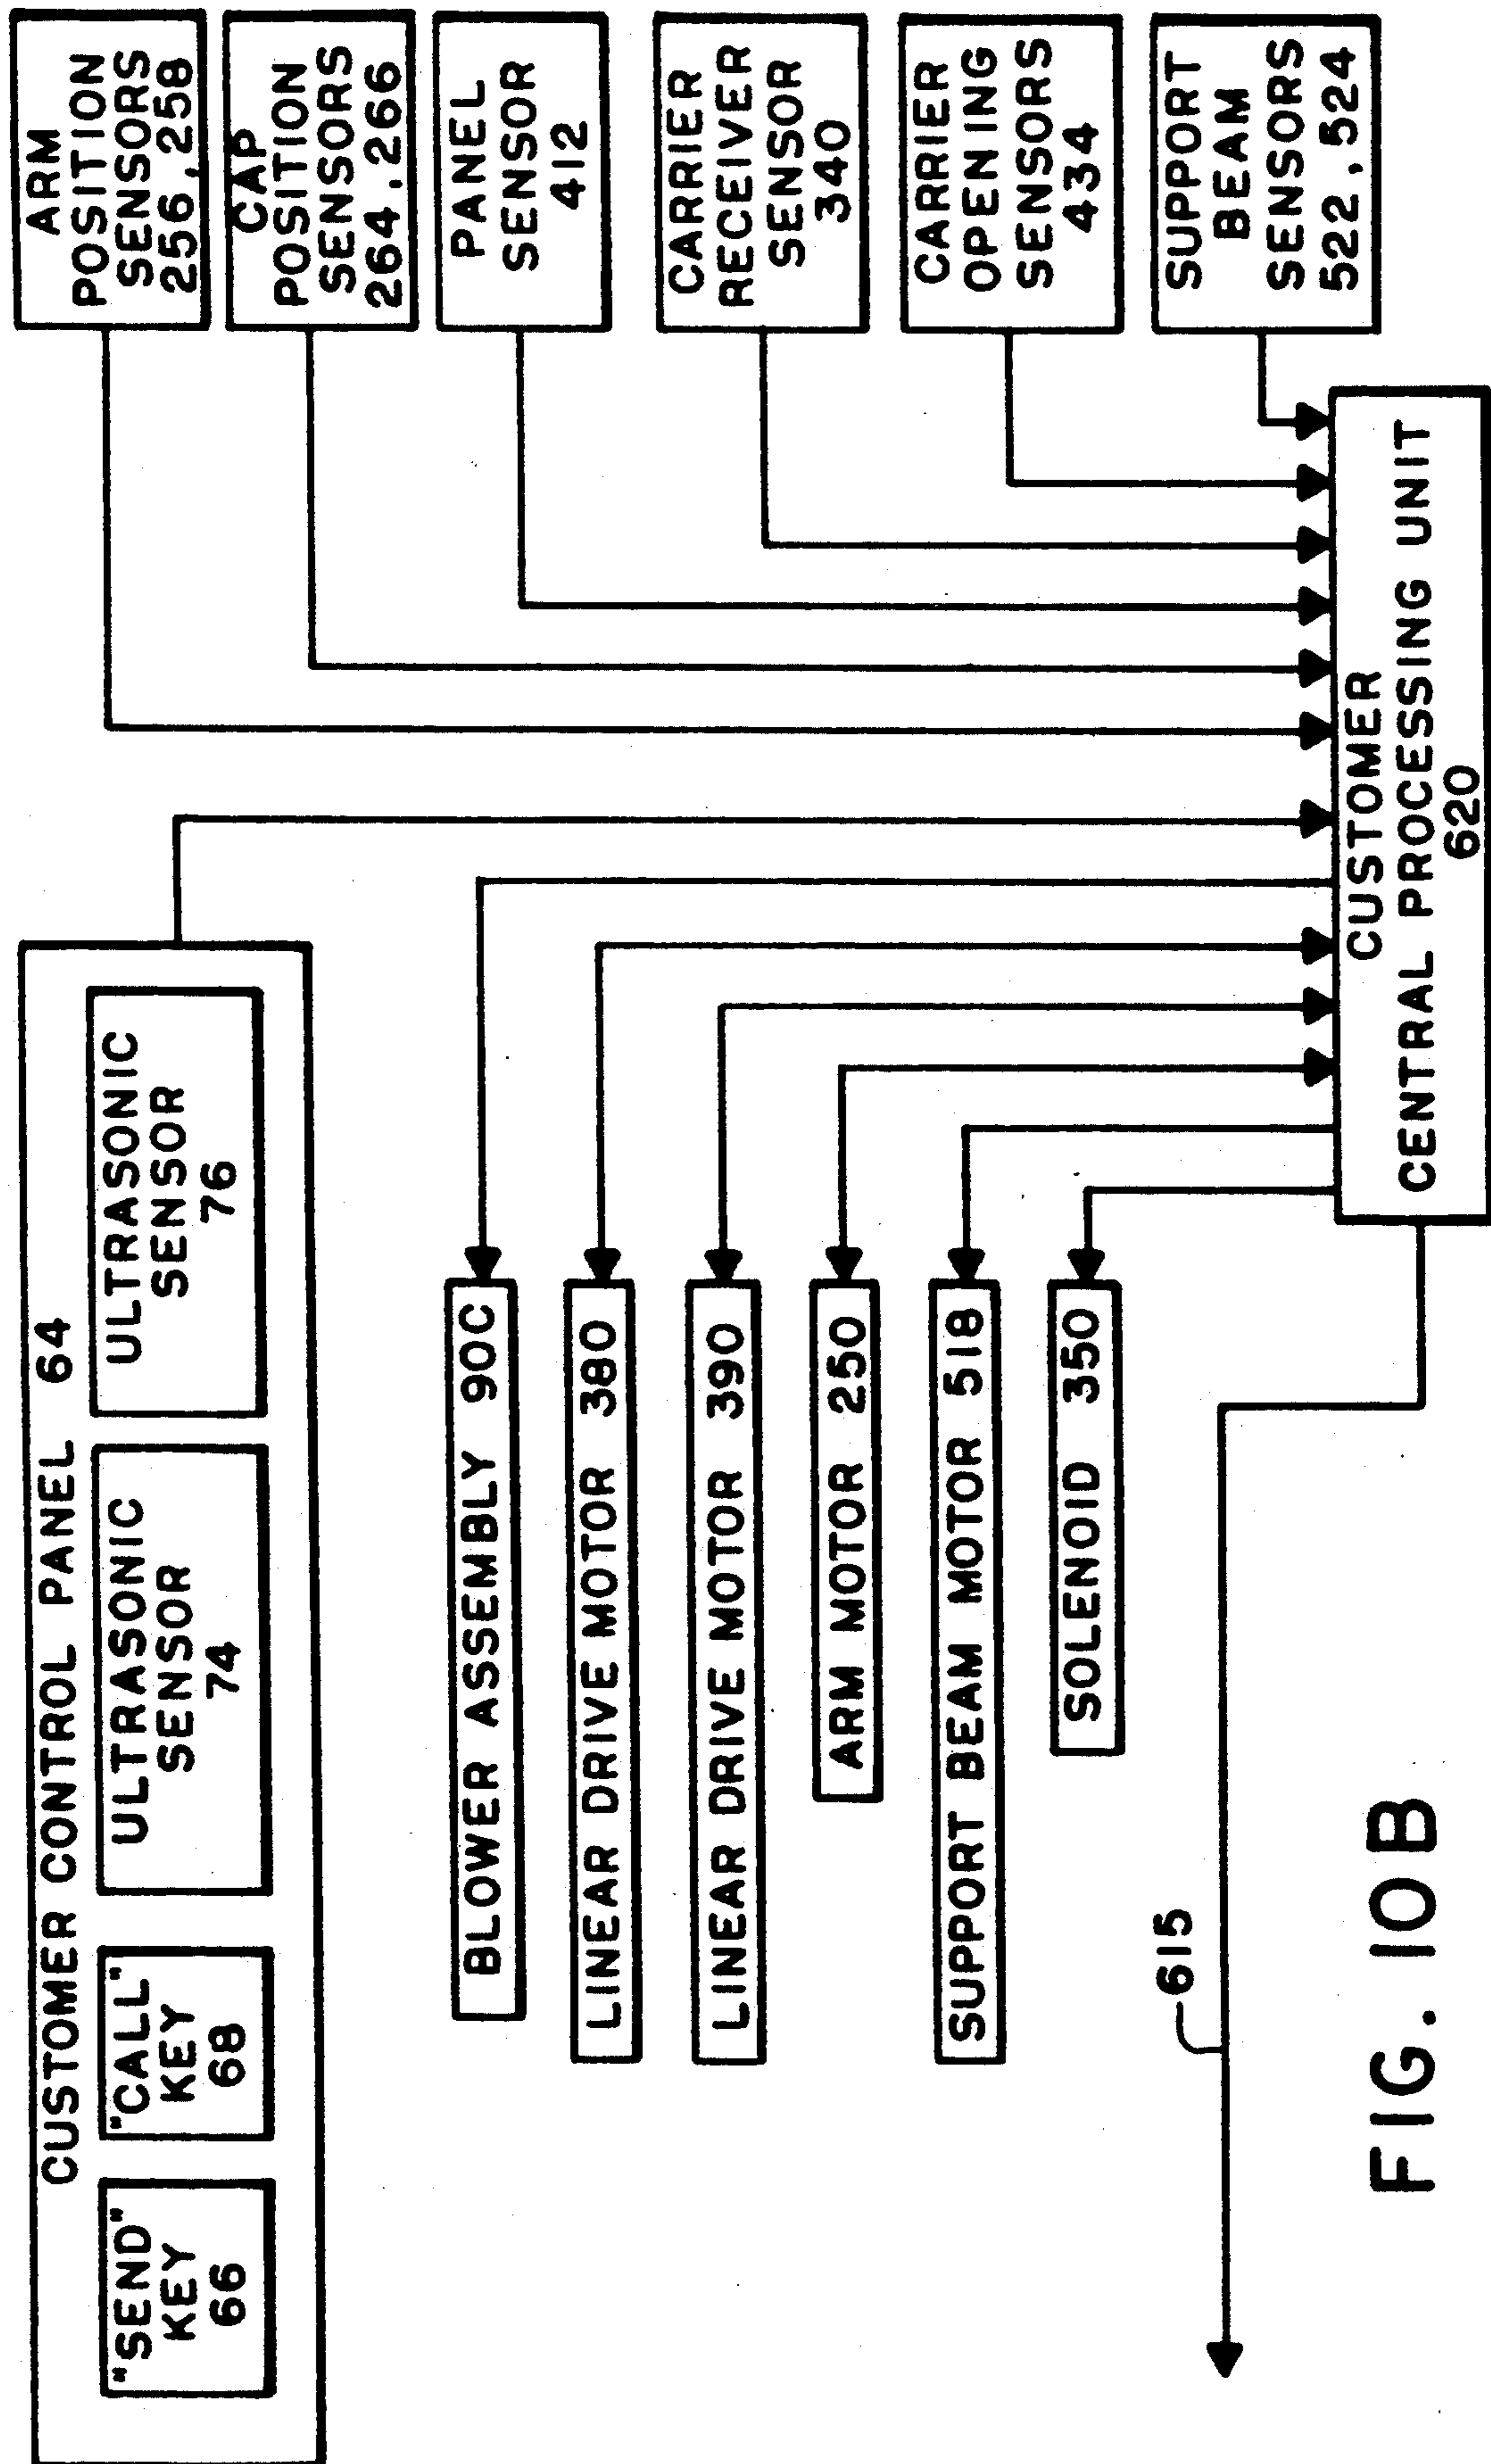 CUSTOMER CONTROL PANEL 64
"SEND"
KEY
66
"CALL"
KEY
68
ULTRASONIC
SENSOR
74
ULTRASONIC
SENSOR
76
ARM
POSITION
SENSORS
256,258
CAP
POSITION
SENSORS
264,266
PANEL
SENSOR
412
CARRIER
RECEIVER
SENSOR
340
CARRIER
OPENING
SENSORS
434
SUPPORT
BEAM
SENSORS
522,524
BLOWER ASSEMBLY 90C
LINEAR DRIVE MOTOR 380
LINEAR DRIVE MOTOR 390
ARM MOTOR 250
SUPPORT BEAM MOTOR 518
SOLENOID 350
615
CUSTOMER
CENTRAL PROCESSING UNIT
620
FIG. 10B